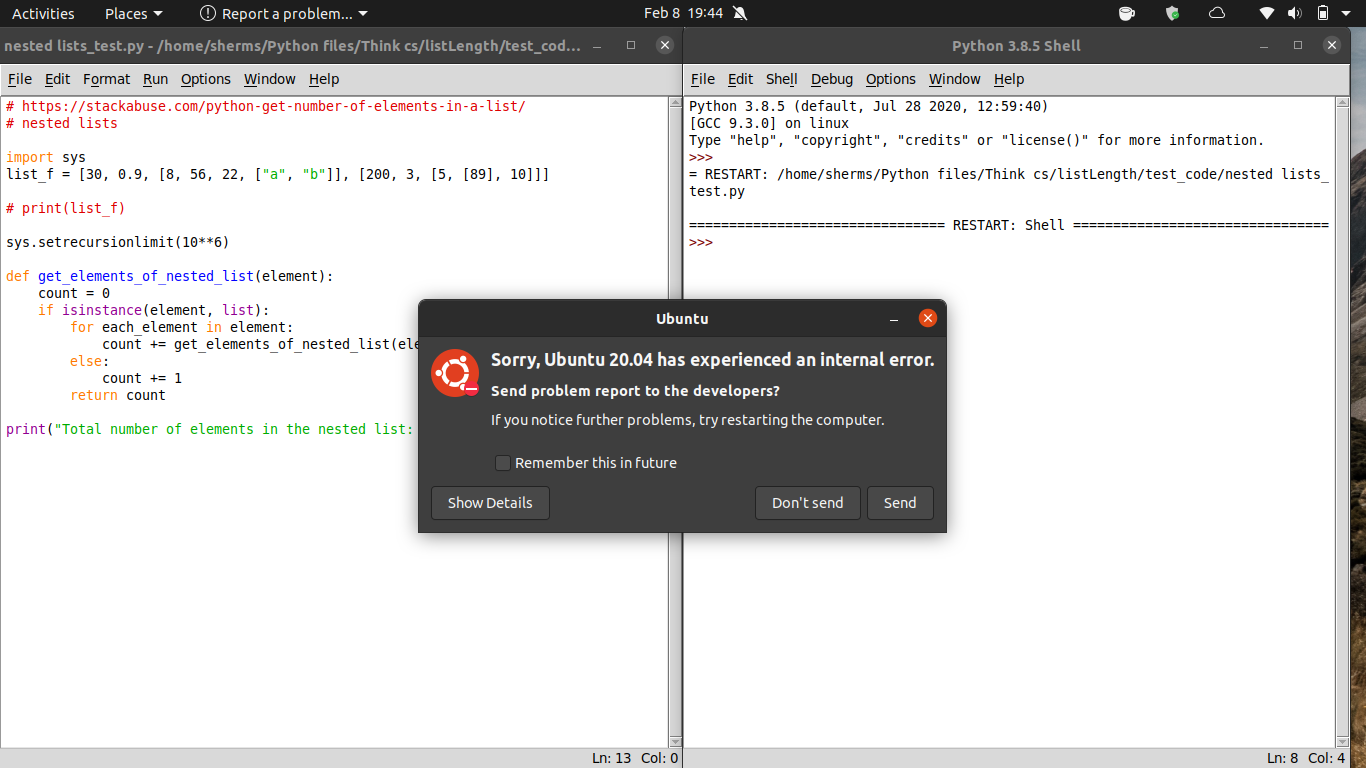 Activities Places Report a problem... Feb 8 19:44
nested lists_test.py - /home/sherms/Python files/Think cs/listLength/test_cod...
File Edit Format Run Options Window Help
# https://stackabuse.com/python-get-number-of-elements-in-a-list/
# nested lists
import sys
list_f = [30, 0.9, [8, 56, 22, ["a", "b"]], [200, 3, [5, [89], 10]]]
# print(list_f)
sys.setrecursionlimit(10**6)
def get_elements_of_nested_list(element):
    count = 0
    if isinstance(element, list):
        for each_element in element:
            count += get_elements_of_nested_list(ele
        else:
            count += 1
        return count
print("Total number of elements in the nested list:
Ln: 13 Col: 0
Python 3.8.5 Shell
File Edit Shell Debug Options Window Help
Python 3.8.5 (default, Jul 28 2020, 12:59:40)
[GCC 9.3.0] on linux
Type "help", "copyright", "credits" or "license()" for more information.
>>>
= RESTART: /home/sherms/Python files/Think cs/listLength/test_code/nested lists_
test.py
================================ RESTART: Shell ================================
>>>
Ln: 8 Col: 4
Ubuntu
Sorry, Ubuntu 20.04 has experienced an internal error.
Send problem report to the developers?
If you notice further problems, try restarting the computer.
Remember this in future
Show Details Don't send Send